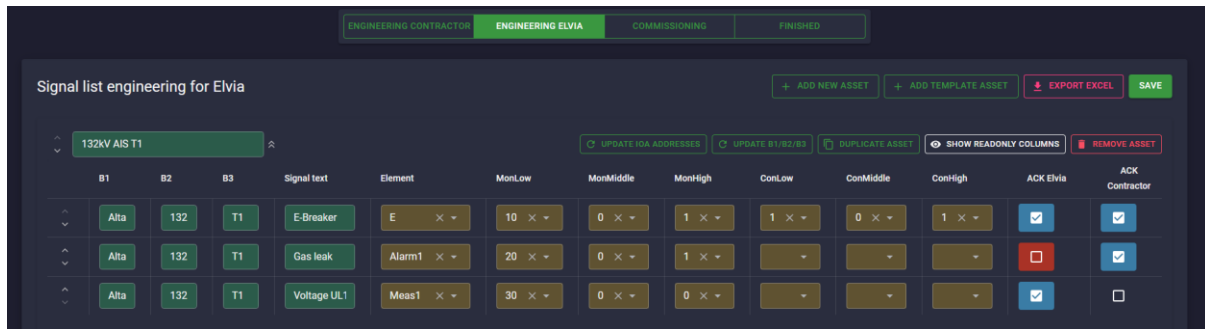 ENGINEERING CONTRACTOR ENGINEERING ELVIA COMMISSIONING FINISHED
Signal list engineering for Elvia + ADD NEW ASSET + ADD TEMPLATE ASSET EXPORT EXCEL SAVE
132kV AIS T1 UPDATE IOA ADDRESSES UPDATE B1/B2/B3 DUPLICATE ASSET SHOW READONLY COLUMNS REMOVE ASSET
B1 B2 B3 Signal text Element MonLow MonMiddle MonHigh ConLow ConMiddle ConHigh ACK Elvia ACK Contractor
Alta 132 T1 E-Breaker E 10 0 1 1 0 1
Alta 132 T1 Gas leak Alarm1 20 0 1
Alta 132 T1 Voltage UL1 Meas1 30 0 0